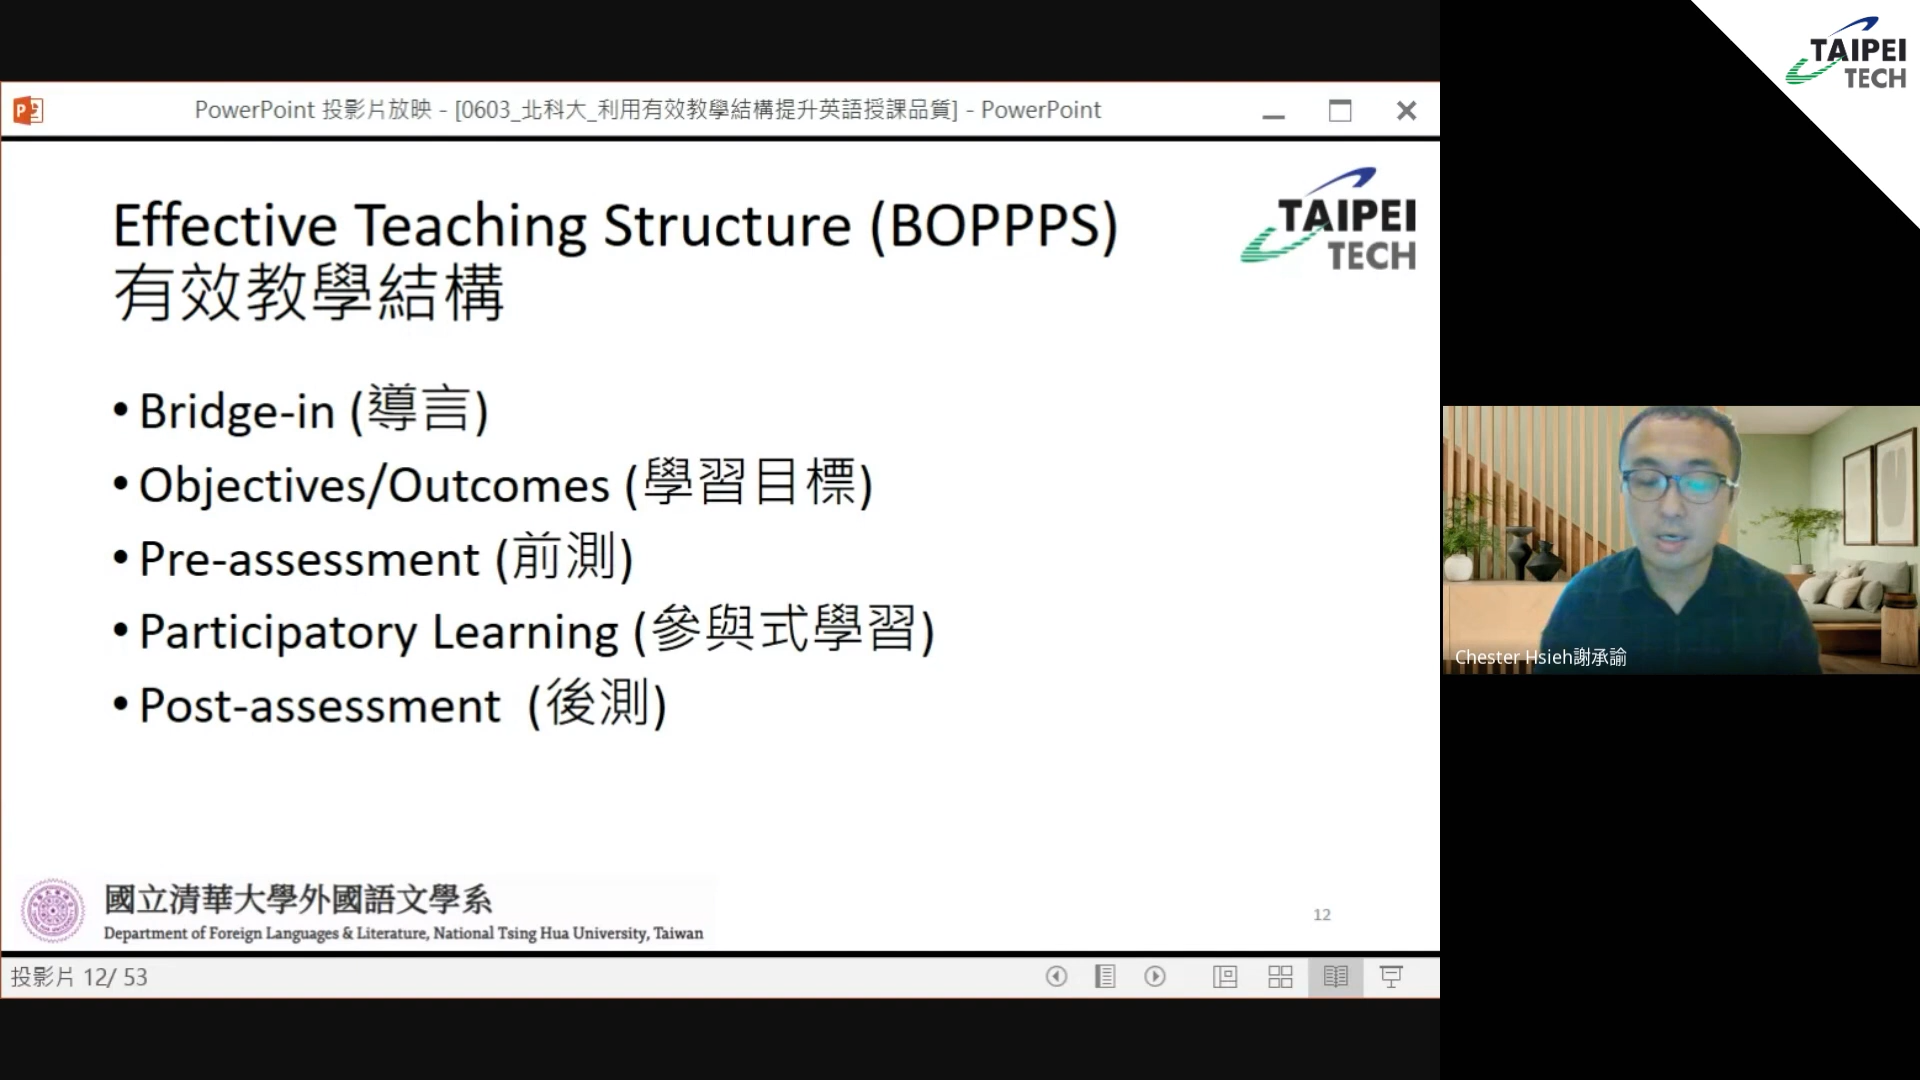 PowerPoint 投影片放映 - [0603_北科大_利用有效教學結構提升英語授課品質] - PowerPoint
TAIPEI
TECH
Effective Teaching Structure (BOPPPS)
有效教學結構
• Bridge-in (導言)
• Objectives/Outcomes (學習目標)
• Pre-assessment (前測)
• Participatory Learning (參與式學習)
• Post-assessment (後測)
國立清華大學外國語文學系
Department of Foreign Languages & Literature, National Tsing Hua University, Taiwan
12
投影片 12/ 53
TAIPEI
TECH
Chester Hsieh謝承諭